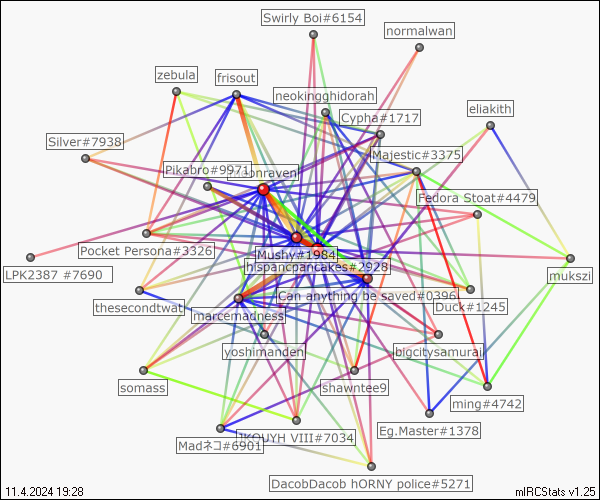 Swirly Boi#6154
normalwan
zebula
frisout
neokingghidorah
eliakith
Cypha#1717
Silver#7938
Majestic#3375
Pikabro#9971
moonraven
Fedora Stoat#4479
Pocket Persona#3326
Mushy#1984
hispancpancakes#2928
LPK2387 #7690
mukszi
Can anything be saved#0396
thesecondtwat
Duck#1245
marcemadness
yoshimanden
bigcitysamurai
somass
shawntee9
ming#4742
Eg.Master#1378
JKOUYH VIII#7034
Madネコ#6901
DacobDacob hORNY police#5271
11.4.2024 19:28
mIRCStats v1.25